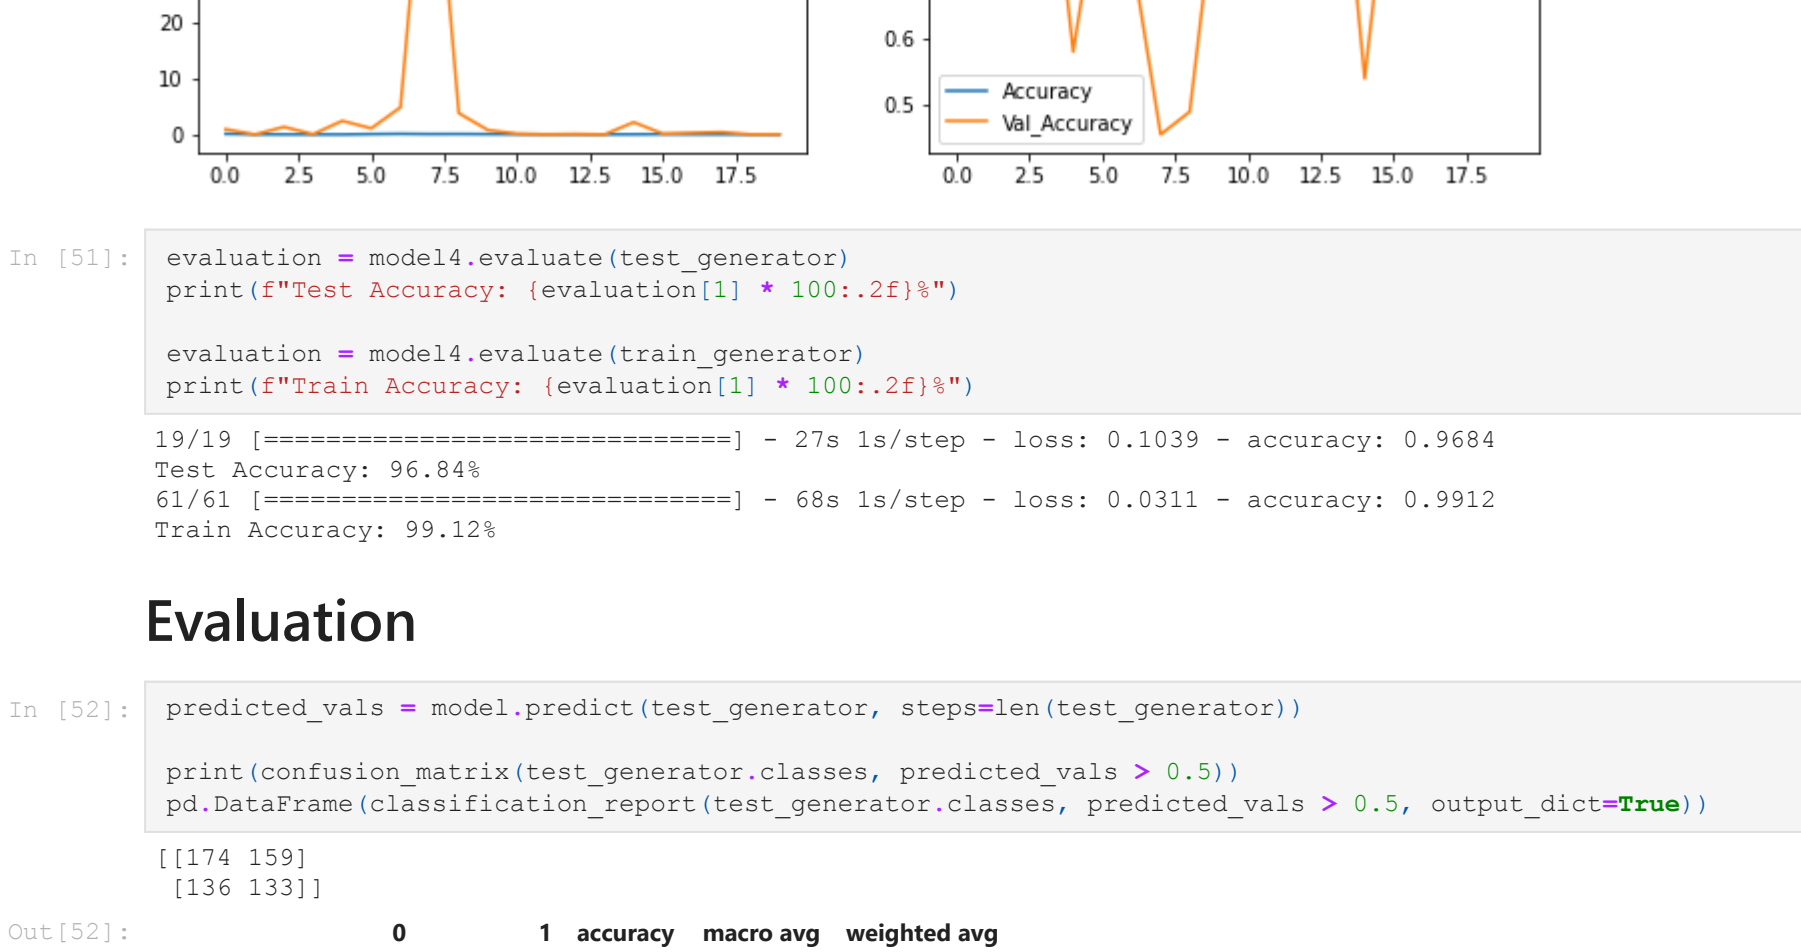 20
10
0
0.0 2.5 5.0 7.5 10.0 12.5 15.0 17.5
0.6
0.5
Accuracy
Val_Accuracy
0.0 2.5 5.0 7.5 10.0 12.5 15.0 17.5
In [51]:
evaluation = model4.evaluate(test_generator)
print(f"Test Accuracy: {evaluation[1] * 100:.2f}%")
evaluation = model4.evaluate(train_generator)
print(f"Train Accuracy: {evaluation[1] * 100:.2f}%")
19/19 [==============================] - 27s 1s/step - loss: 0.1039 - accuracy: 0.9684
Test Accuracy: 96.84%
61/61 [==============================] - 68s 1s/step - loss: 0.0311 - accuracy: 0.9912
Train Accuracy: 99.12%
Evaluation
In [52]:
predicted_vals = model.predict(test_generator, steps=len(test_generator))
print(confusion_matrix(test_generator.classes, predicted_vals > 0.5))
pd.DataFrame(classification_report(test_generator.classes, predicted_vals > 0.5, output_dict=True))
[[174 159]
[136 133]]
Out[52]:
0 1 accuracy macro avg weighted avg